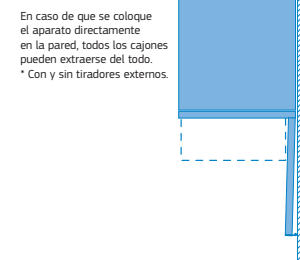 En caso de que se coloque
el aparato directamente
en la pared, todos los cajones
pueden extraerse del todo.
* Con y sin tiradores externos.